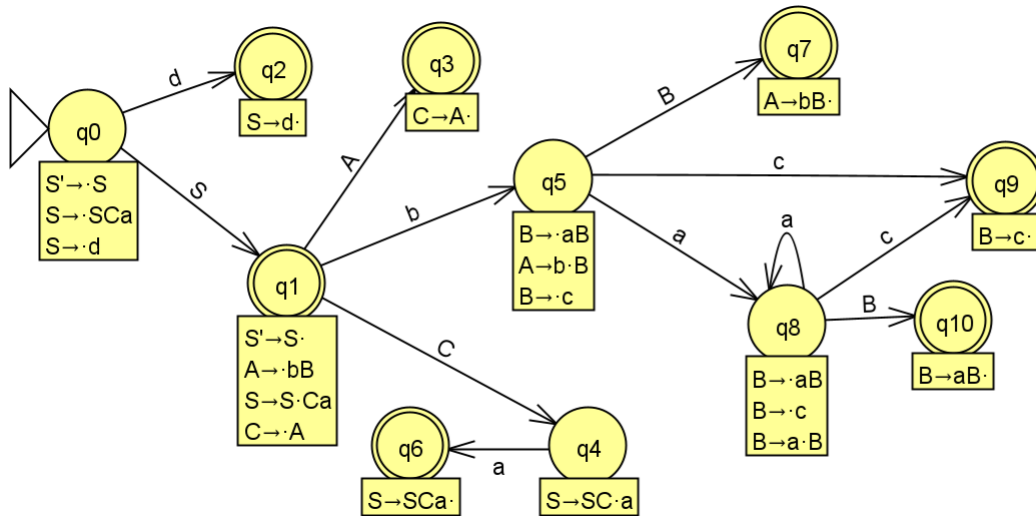 q0
S'→·S
S→·SCa
S→·d
d
S
q2
S→d·
q1
S'→S·
A→·bB
S→S·Ca
C→·A
A
b
C
q3
C→A·
q5
B→·aB
A→b·B
B→·c
B
c
a
q7
A→bB·
q9
B→c·
a
c
q8
B→·aB
B→·c
B→a·B
B
q10
B→aB·
q4
S→SC·a
a
q6
S→SCa·